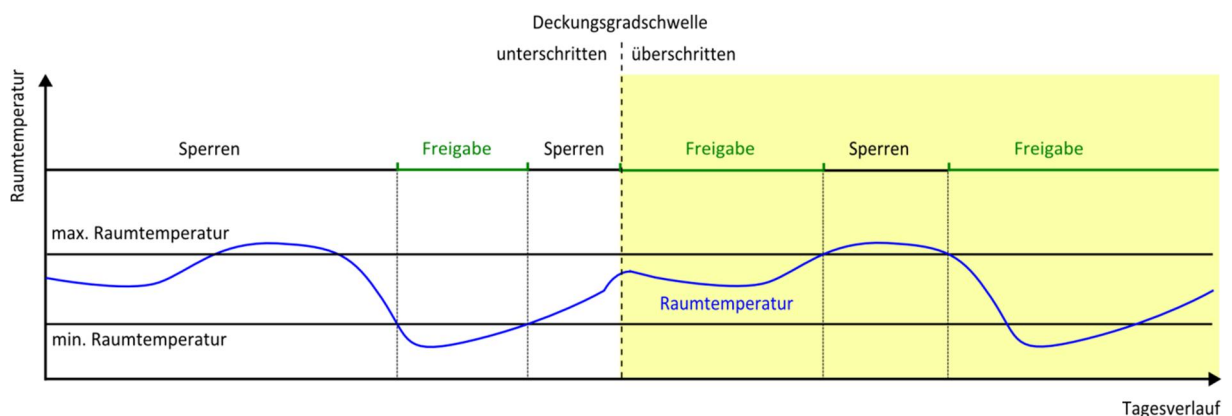 Deckungsgradschwelle
unterschritten
überschritten
Raumtemperatur
Sperren
Freigabe
Sperren
Freigabe
Sperren
Freigabe
max. Raumtemperatur
Raumtemperatur
min. Raumtemperatur
Tagesverlauf